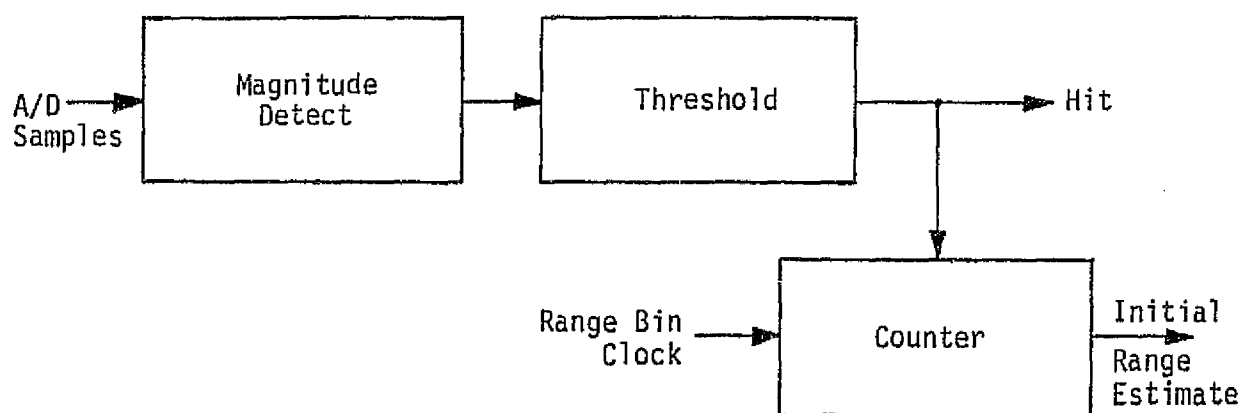 A/D
Samples
Magnitude
Detect
Threshold
Hit
Range Bin
Clock
Counter
Initial
Range
Estimate